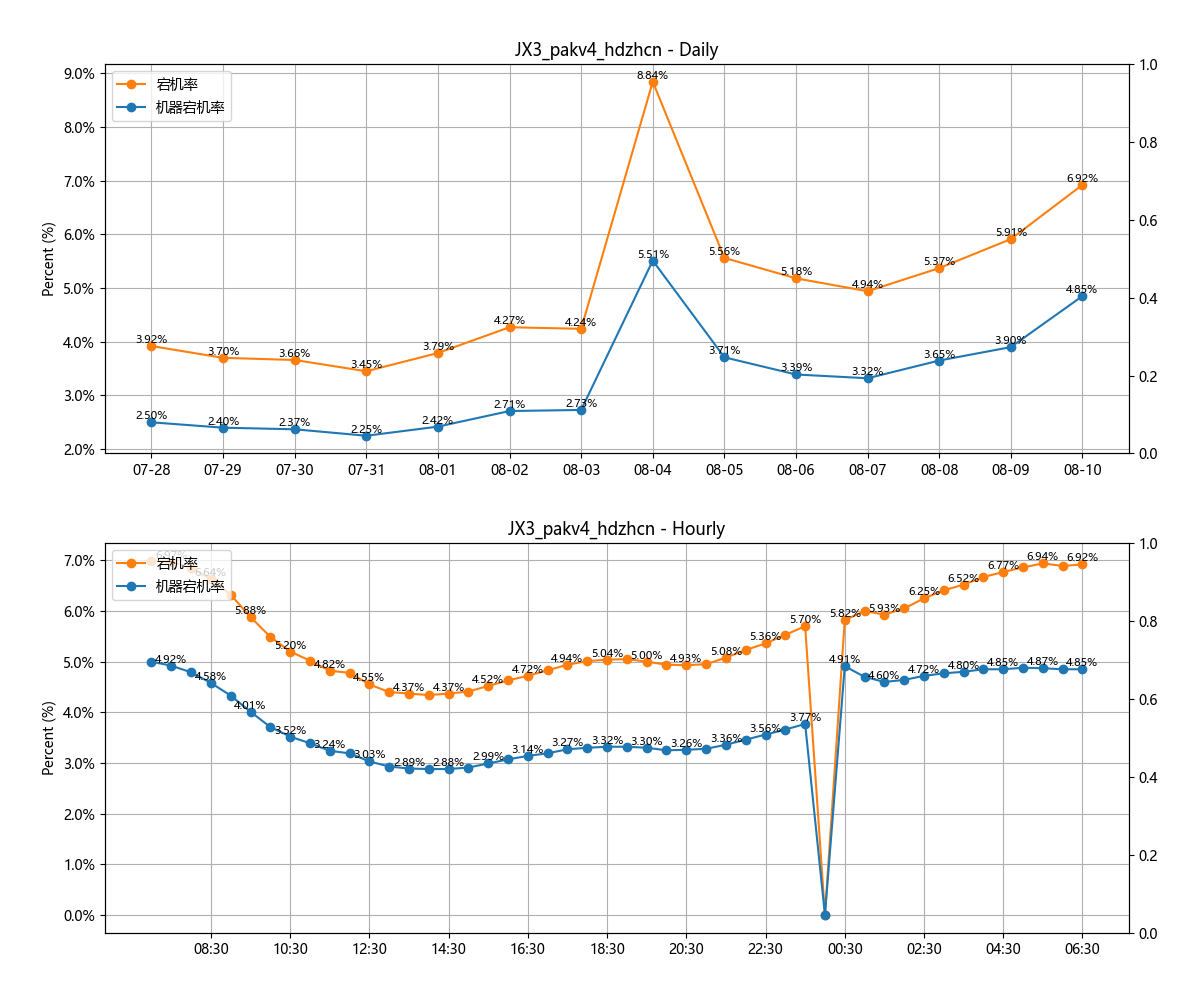 JX3_pakv4_hdzhcn - Daily
宕机率
机器宕机率
Percent (%)
9.0%
8.0%
7.0%
6.0%
5.0%
4.0%
3.0%
2.0%
1.0
0.8
0.6
0.4
0.2
0.0
3.92% 3.70% 3.66% 3.45% 3.79% 4.27% 4.24% 8.84% 5.56% 5.18% 4.94% 5.37% 5.91% 6.92%
2.50% 2.40% 2.37% 2.25% 2.42% 2.71% 2.73% 5.51% 3.71% 3.39% 3.32% 3.65% 3.90% 4.85%
07-28 07-29 07-30 07-31 08-01 08-02 08-03 08-04 08-05 08-06 08-07 08-08 08-09 08-10
JX3_pakv4_hdzhcn - Hourly
宕机率
机器宕机率
Percent (%)
7.0%
6.0%
5.0%
4.0%
3.0%
2.0%
1.0%
0.0%
1.0
0.8
0.6
0.4
0.2
0.0
6.97% 6.64% 5.88% 5.20% 4.82% 4.55% 4.37% 4.37% 4.52% 4.72% 4.94% 5.04% 5.00% 4.93% 5.08% 5.36% 5.70% 5.82% 5.93% 6.25% 6.52% 6.77% 6.94% 6.92%
4.92% 4.58% 4.01% 3.52% 3.24% 3.03% 2.89% 2.88% 2.99% 3.14% 3.27% 3.32% 3.30% 3.26% 3.36% 3.56% 3.77% 4.91% 4.60% 4.72% 4.80% 4.85% 4.87% 4.85%
08:30 10:30 12:30 14:30 16:30 18:30 20:30 22:30 00:30 02:30 04:30 06:30